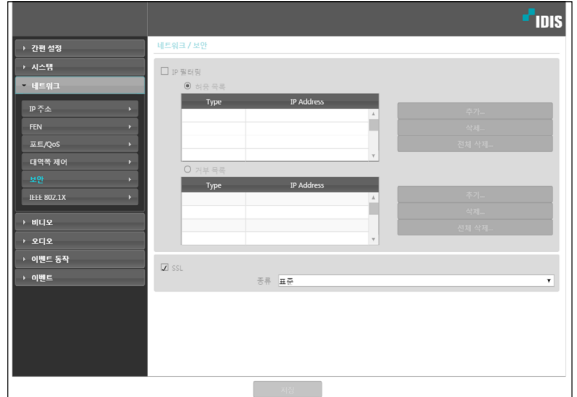 IDIS
간편 설정
네트워크 / 보안
시스템
네트워크
IP 주소
FEN
포트/QoS
대역폭 제어
보안
IEEE 802.1X
비디오
오디오
이벤트 동작
이벤트
IP 필터링
허용 목록
Type IP Address
추가...
삭제...
전체 삭제...
거부 목록
Type IP Address
추가...
삭제...
전체 삭제...
SSL
종류 표준
저장